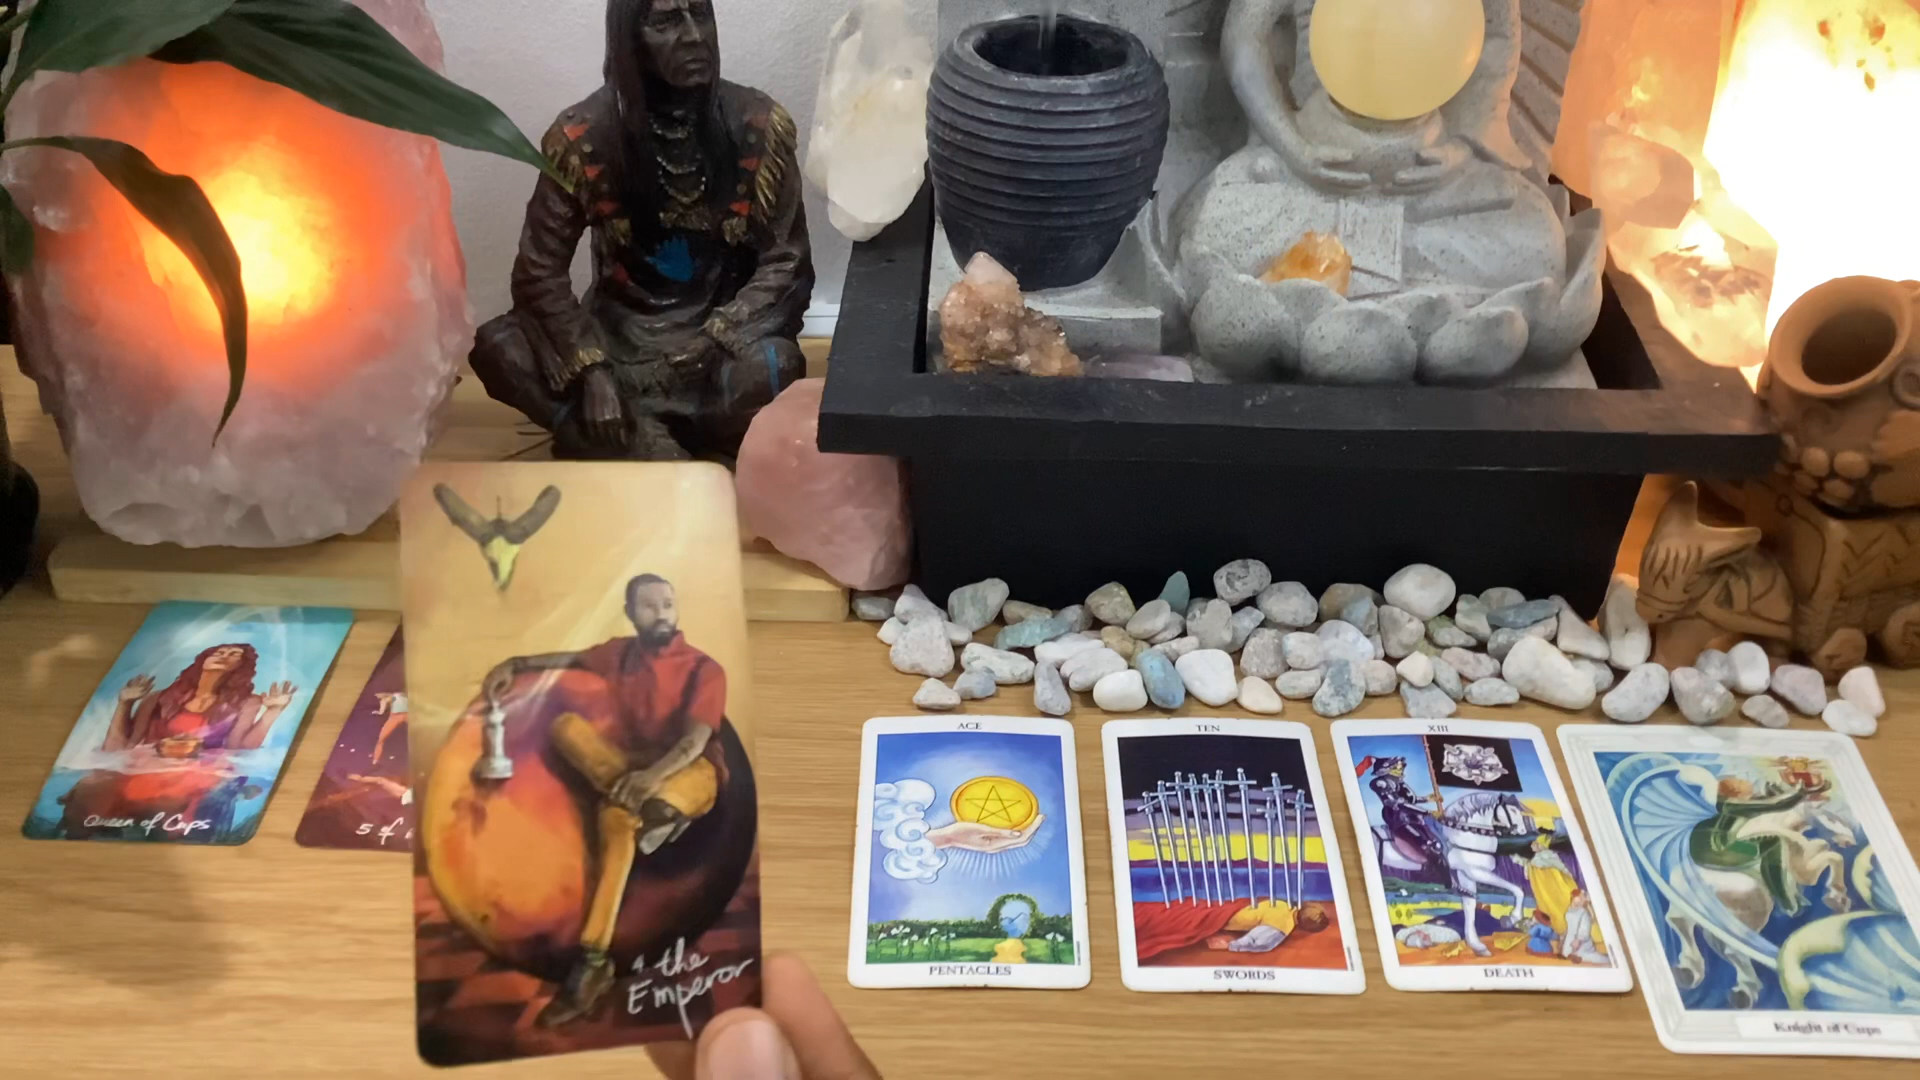 Queen of Cups
5 of
4 the
Emperor
ACE
PENTACLES
TEN
SWORDS
XIII
DEATH
Knight of Cups